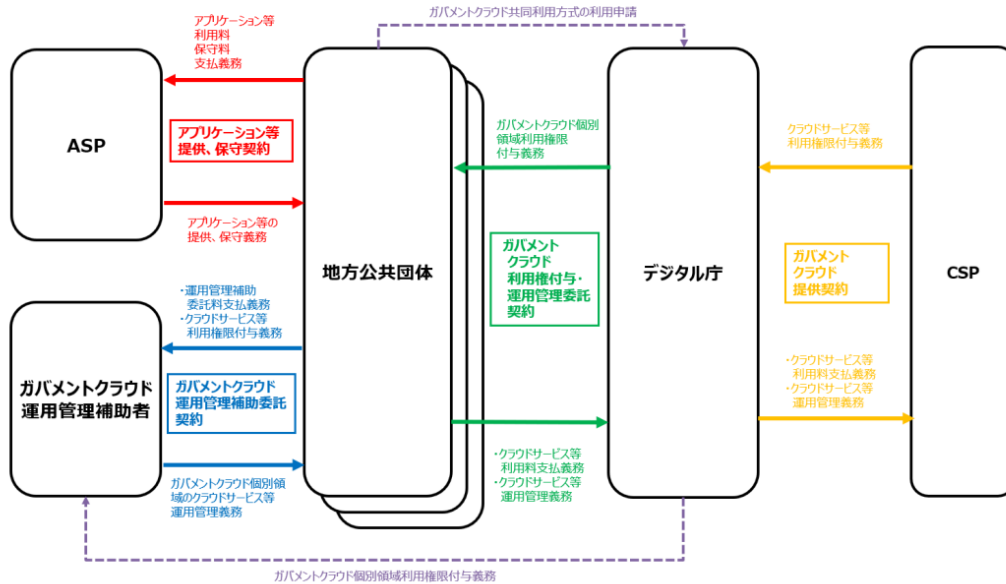 ガバメントクラウド共同利用方式の利用申請
アプリケーション等
利用料
保守料
支払義務
ASP
アプリケーション等
提供、保守契約
アプリケーション等の
提供、保守義務
地方公共団体
ガバメントクラウド個別
領域利用権限
付与義務
ガバメント
クラウド
利用権付与・
運用管理委託
契約
・クラウドサービス等
利用料支払義務
・クラウドサービス等
運用管理義務
デジタル庁
クラウドサービス等
利用権限付与義務
ガバメント
クラウド
提供契約
・クラウドサービス等
利用料支払義務
・クラウドサービス等
運用管理義務
CSP
・運用管理補助
委託料支払義務
・クラウドサービス等
利用権限付与義務
ガバメントクラウド
運用管理補助者
ガバメントクラウド
運用管理補助委託
契約
ガバメントクラウド個別領
域のクラウドサービス等
運用管理義務
ガバメントクラウド個別領域利用権限付与義務